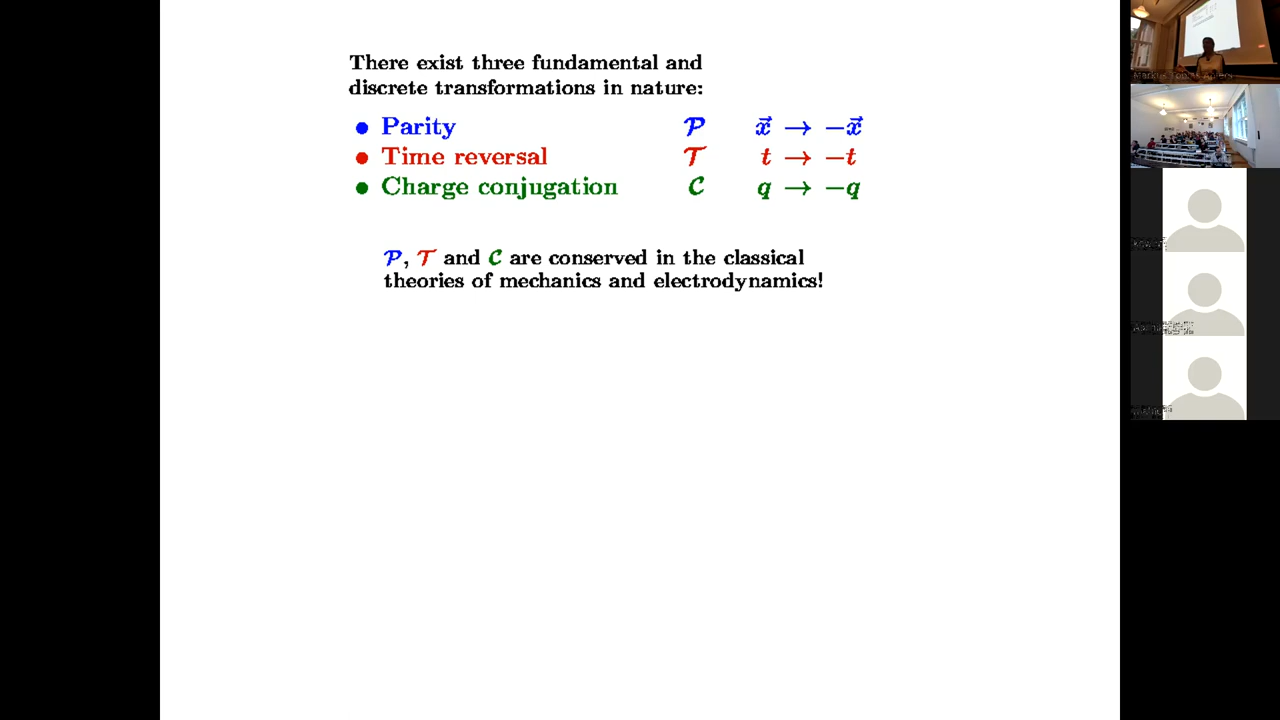 There exist three fundamental and
discrete transformations in nature:
• Parity 𝒫 x⃗ → −x⃗
• Time reversal 𝒯 t → −t
• Charge conjugation 𝒞 q → −q
𝒫, 𝒯 and 𝒞 are conserved in the classical
theories of mechanics and electrodynamics!